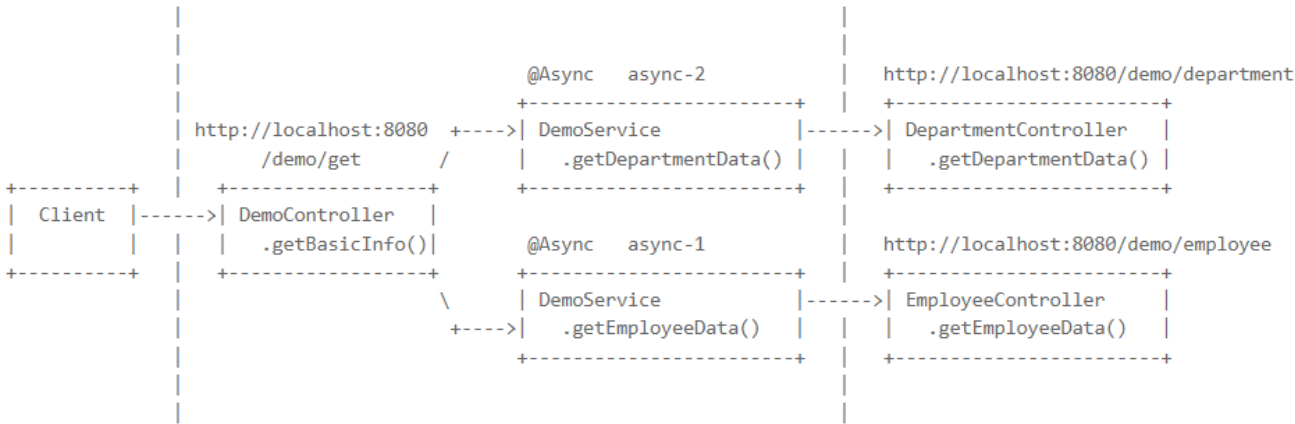 @Async async-2 http://localhost:8080/demo/department
http://localhost:8080 DemoService DepartmentController
/demo/get .getDepartmentData() .getDepartmentData()
Client DemoController
.getBasicInfo() @Async async-1 http://localhost:8080/demo/employee
DemoService EmployeeController
.getEmployeeData() .getEmployeeData()